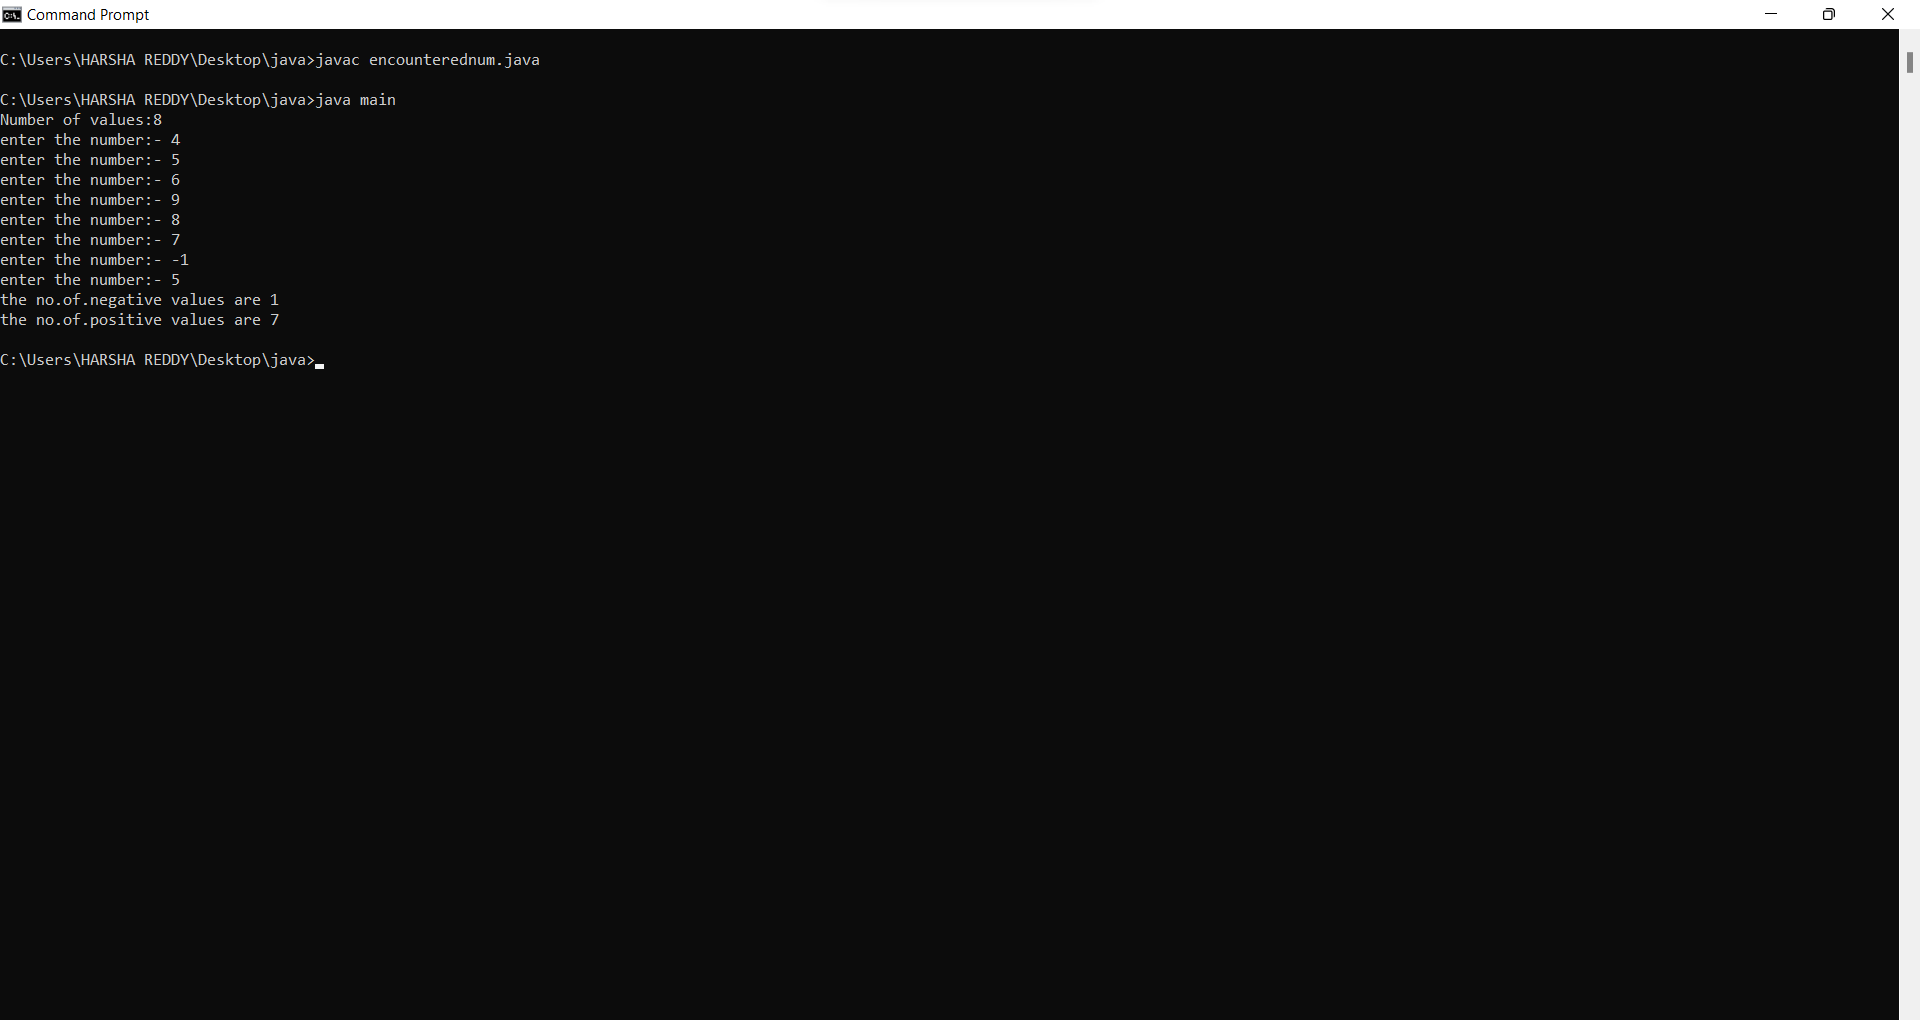 Command Prompt
C:\Users\HARSHA REDDY\Desktop\java>javac encounterednum.java
C:\Users\HARSHA REDDY\Desktop\java>java main
Number of values:8
enter the number:- 4
enter the number:- 5
enter the number:- 6
enter the number:- 9
enter the number:- 8
enter the number:- 7
enter the number:- -1
enter the number:- 5
the no.of.negative values are 1
the no.of.positive values are 7
C:\Users\HARSHA REDDY\Desktop\java>